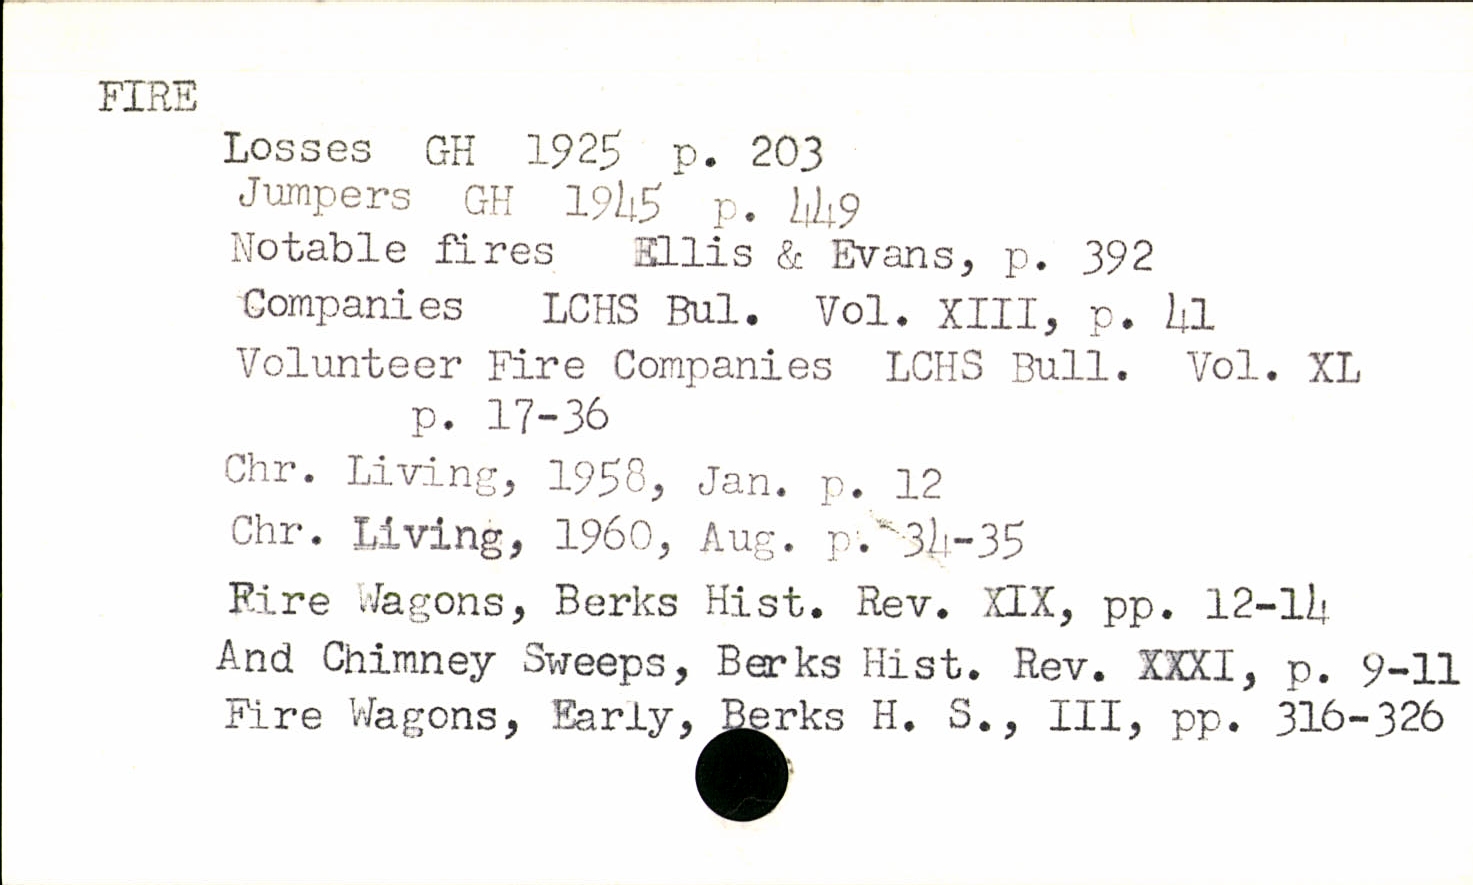 FIRE
Losses GH 1925 p. 203
Jumpers GH 1945 p. 449
Notable fires Ellis & Evans, p. 392
Companies LCHS Bul. Vol. XIII, p. 41
Volunteer Fire Companies LCHS Bull. Vol. XL
p. 17-36
Chr. Living, 1958, Jan. p. 12
Chr. Living, 1960, Aug. p. 34-35
Fire Wagons, Berks Hist. Rev. XIX, pp. 12-14
And Chimney Sweeps, Berks Hist. Rev. XXXI, p. 9-11
Fire Wagons, Early, Berks H. S., III, pp. 316-326